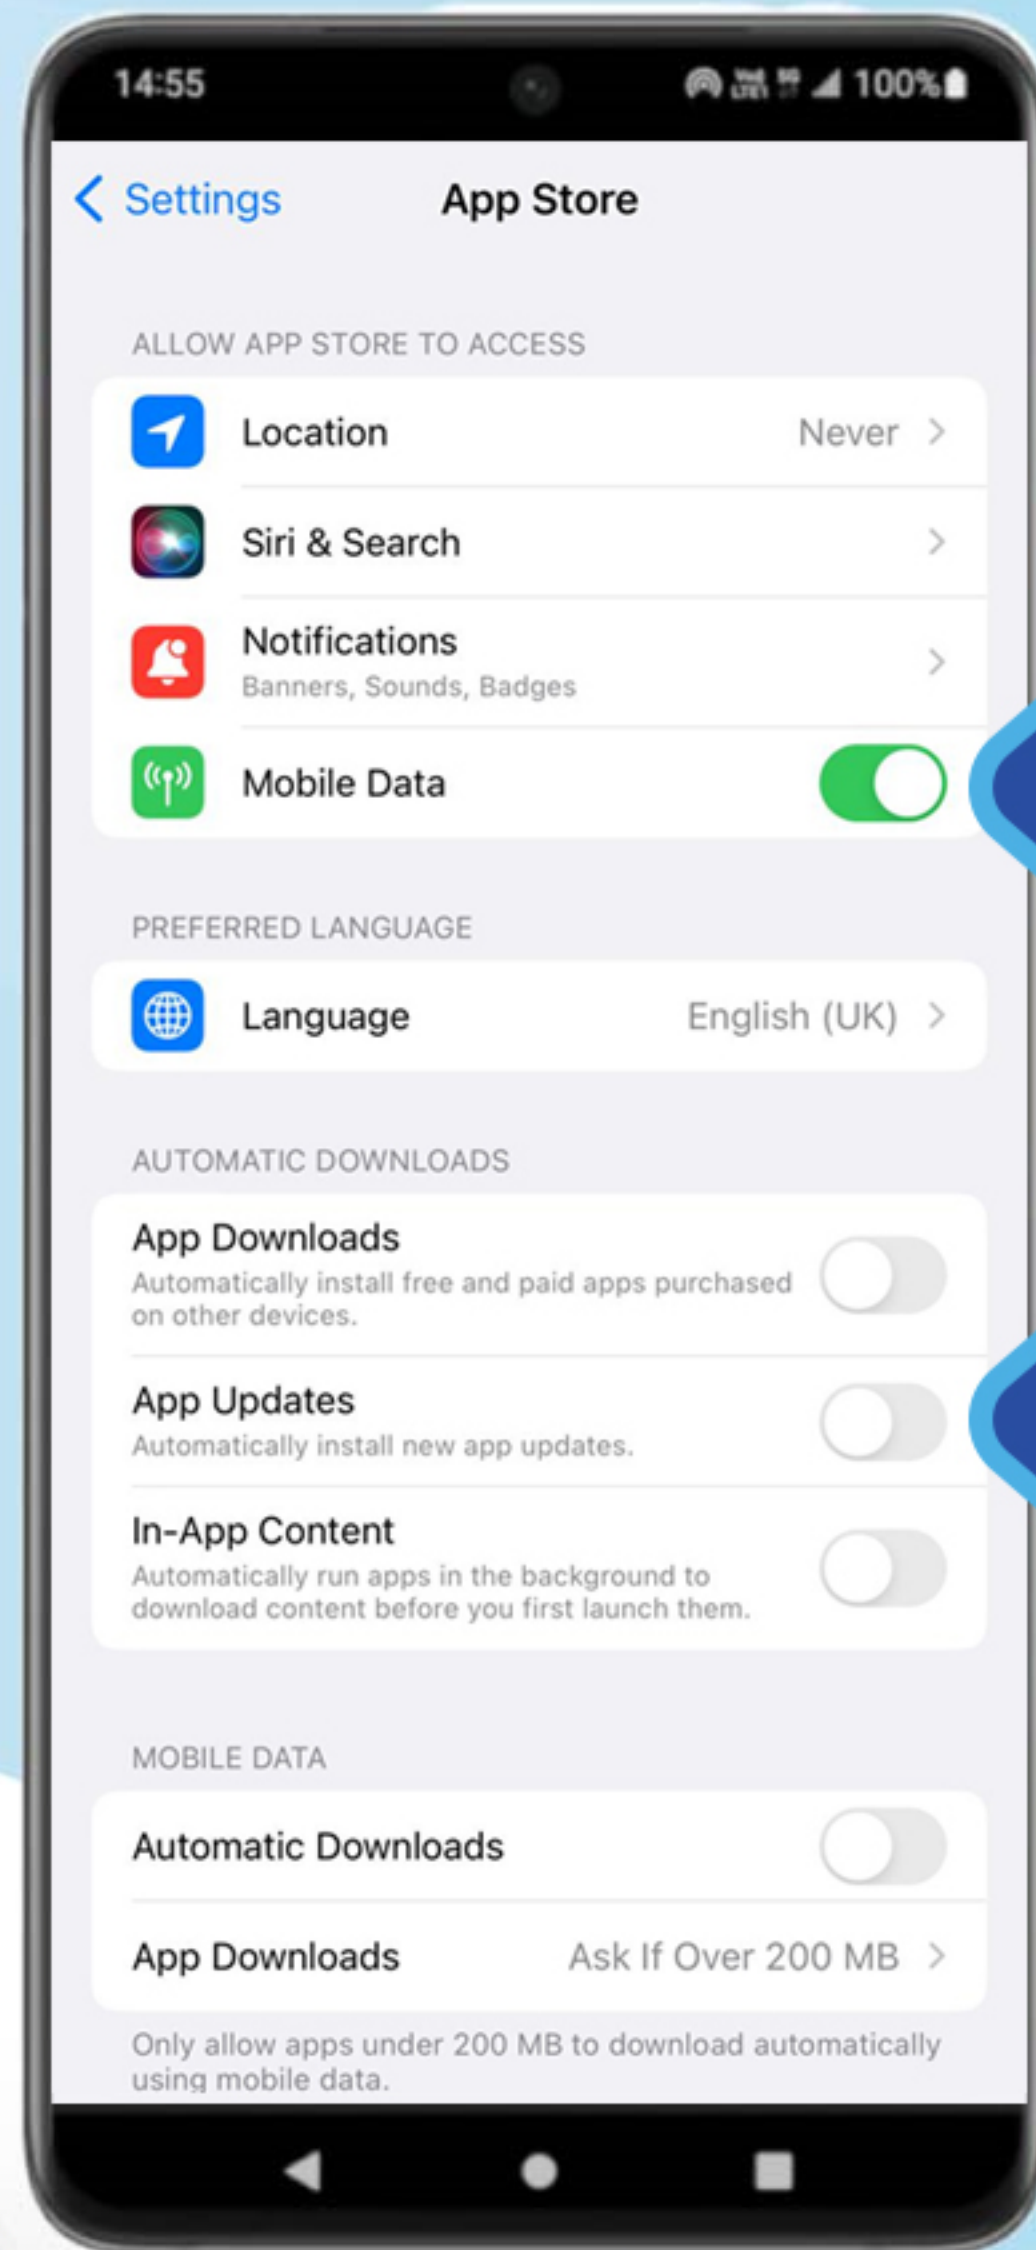 14:55
100%
Settings
App Store
ALLOW APP STORE TO ACCESS
Location
Never
Siri & Search
Notifications
Banners, Sounds, Badges
Mobile Data
PREFERRED LANGUAGE
Language
English (UK)
AUTOMATIC DOWNLOADS
App Downloads
Automatically install free and paid apps purchased
on other devices.
App Updates
Automatically install new app updates.
In-App Content
Automatically run apps in the background to
download content before you first launch them.
MOBILE DATA
Automatic Downloads
App Downloads
Ask If Over 200 MB
Only allow apps under 200 MB to download automatically
using mobile data.